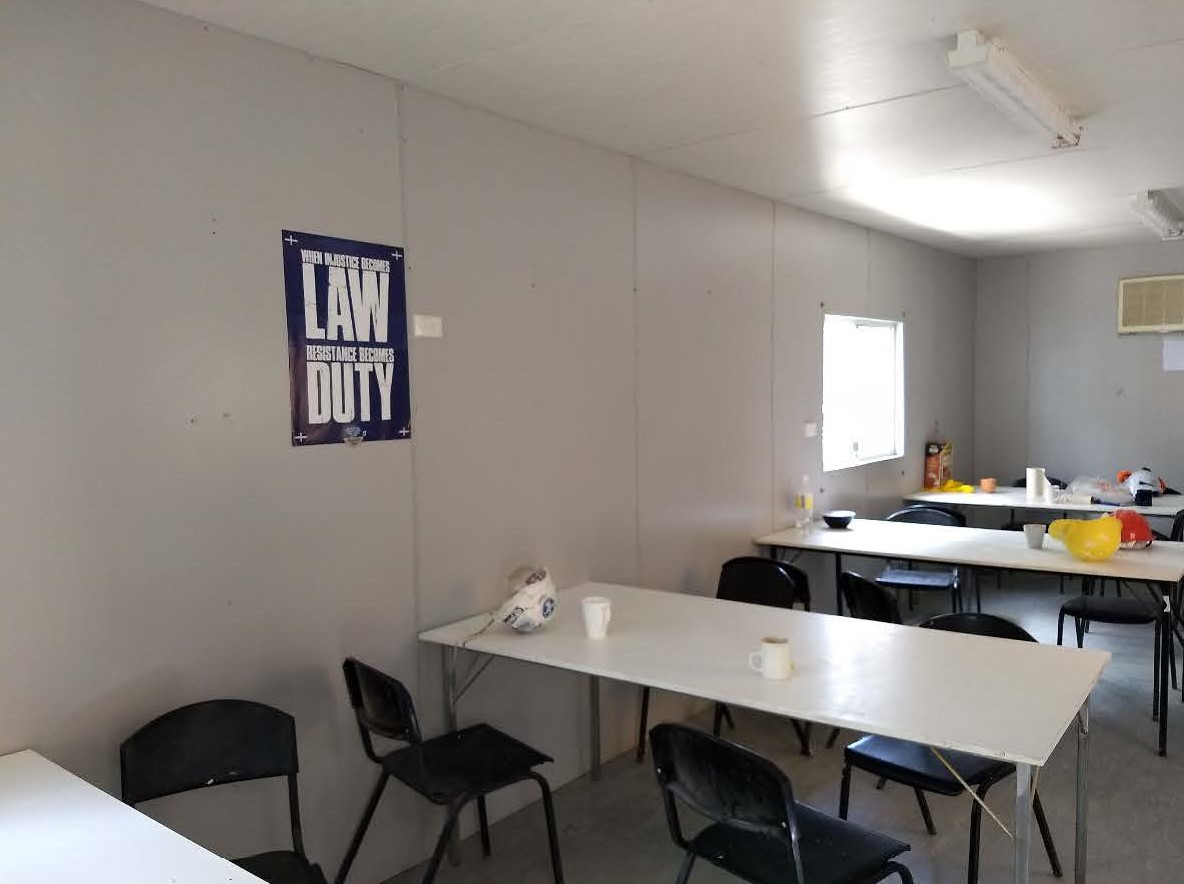 WHEN INJUSTICE BECOMES
LAW
RESISTANCE BECOMES
DUTY